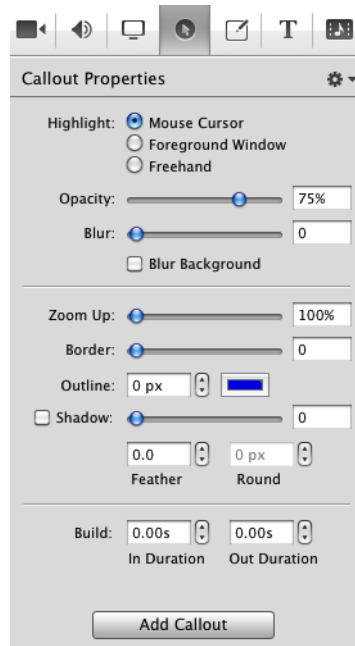 T
Callout Properties
Highlight: Mouse Cursor
Foreground Window
Freehand
Opacity: 75%
Blur: 0
Blur Background
Zoom Up: 100%
Border: 0
Outline: 0 px
Shadow: 0
0.0 0 px
Feather Round
Build: 0.00s 0.00s
In Duration Out Duration
Add Callout